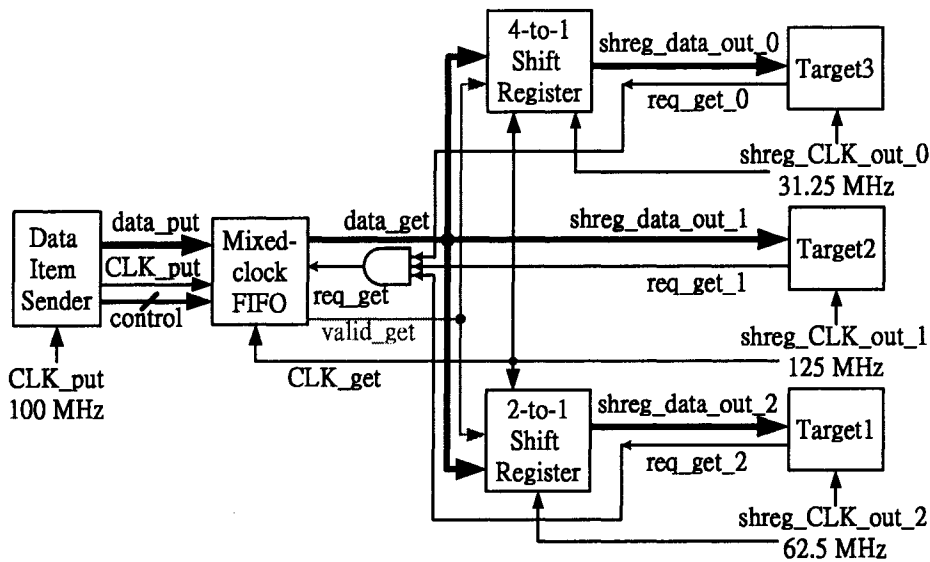 4-to-1
Shift
Register
shreg_data_out_0
req_get_0
Target3
shreg_CLK_out_0
31.25 MHz
Data
Item
Sender
data_put
CLK_put
control
Mixed-
clock
FIFO
data_get
req_get
valid_get
shreg_data_out_1
req_get_1
Target2
shreg_CLK_out_1
125 MHz
CLK_put
100 MHz
CLK_get
2-to-1
Shift
Register
shreg_data_out_2
req_get_2
Target1
shreg_CLK_out_2
62.5 MHz